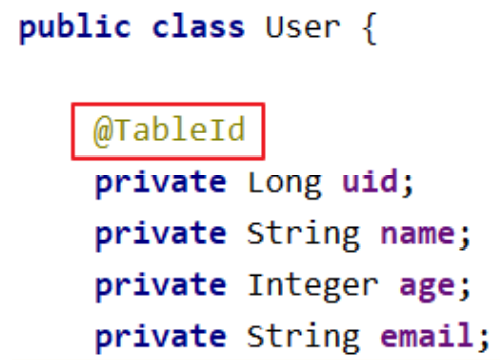 public class User {
@TableId
private Long uid;
private String name;
private Integer age;
private String email;